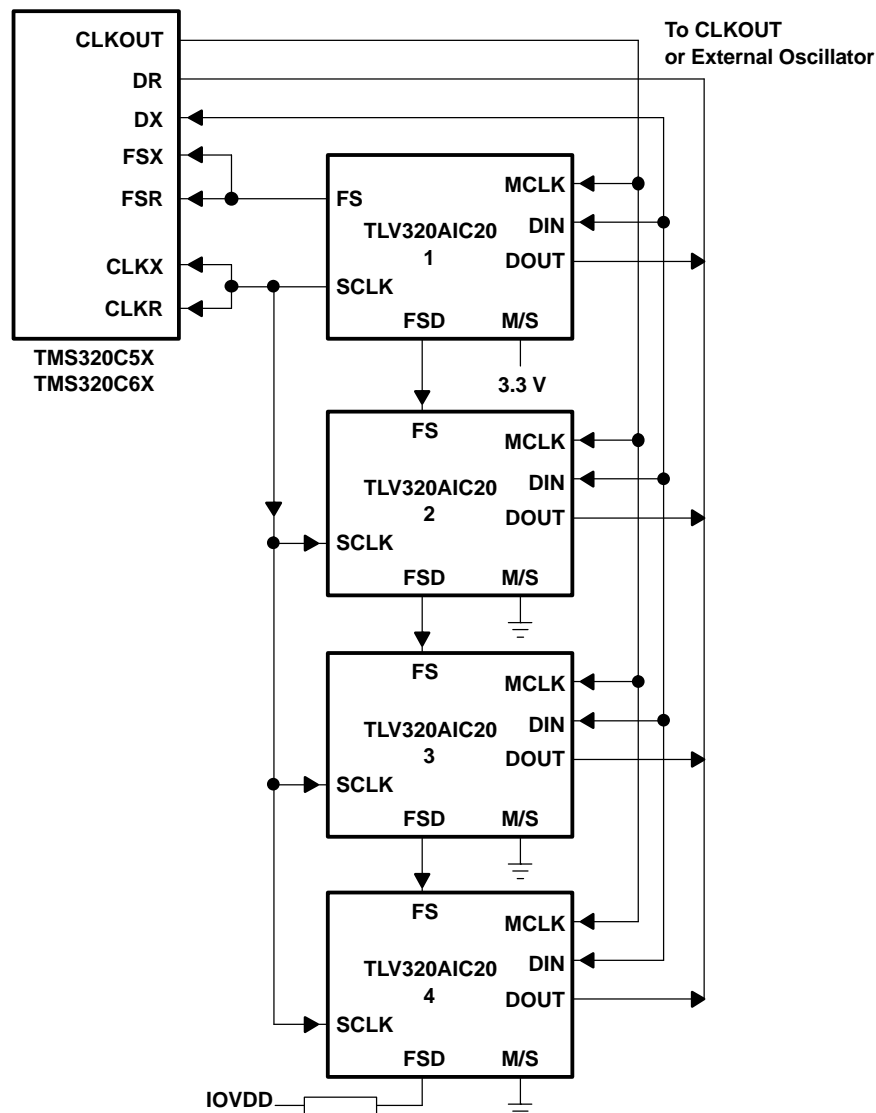 CLKOUT
DR
DX
FSX
FSR
CLKX
CLKR
TMS320C5X
TMS320C6X
To CLKOUT
or External Oscillator
FS
SCLK
TLV320AIC20
1
MCLK
DIN
DOUT
FSD
M/S
3.3 V
FS
MCLK
DIN
TLV320AIC20
2
DOUT
SCLK
FSD
M/S
FS
MCLK
DIN
TLV320AIC20
3
DOUT
SCLK
FSD
M/S
FS
MCLK
DIN
TLV320AIC20
4
DOUT
SCLK
FSD
M/S
IOVDD